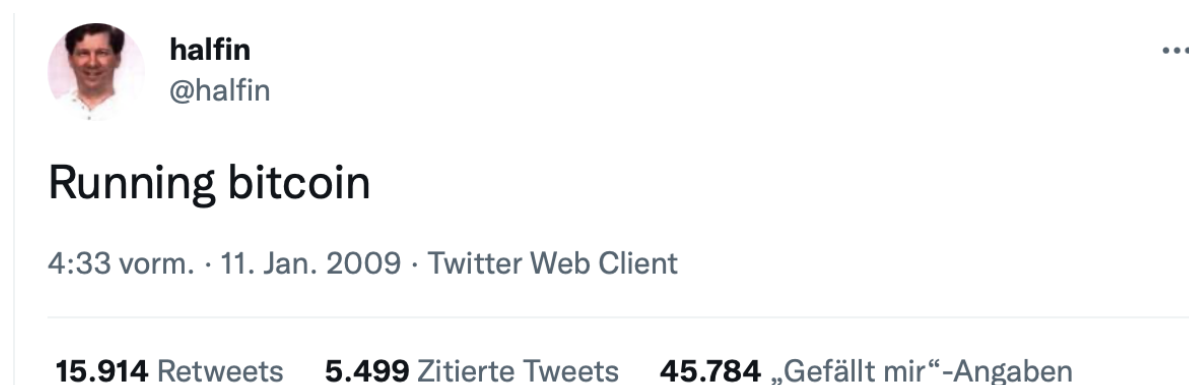 halfin
@halfin
Running bitcoin
4:33 vorm. · 11. Jan. 2009 · Twitter Web Client
15.914 Retweets 5.499 Zitierte Tweets 45.784 „Gefällt mir“-Angaben